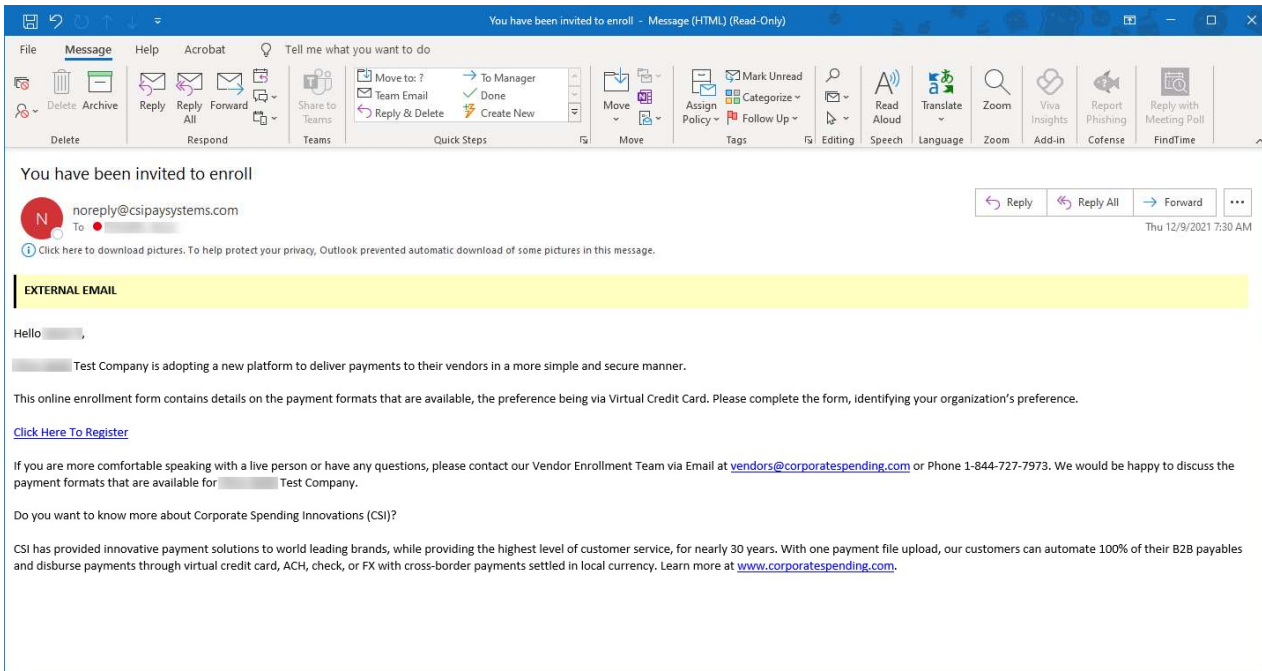 You have been invited to enroll - Message (HTML) (Read-Only)
File Message Help Acrobat Tell me what you want to do
Delete Archive
Reply Reply All Forward
Share to Teams
Move to: ? To Manager
Team Email Done
Reply & Delete Create New
Move
Assign Policy Mark Unread
Categorize
Follow Up
Read Aloud
Translate
Zoom
Viva Insights
Report Phishing
Reply with Meeting Poll
Delete Respond Teams Quick Steps Move Tags Editing Speech Language Zoom Add-in Cofense FindTime
You have been invited to enroll
N
noreply@csipaysystems.com
To
Reply Reply All Forward
Thu 12/9/2021 7:30 AM
Click here to download pictures. To help protect your privacy, Outlook prevented automatic download of some pictures in this message.
EXTERNAL EMAIL
Hello ,
Test Company is adopting a new platform to deliver payments to their vendors in a more simple and secure manner.
This online enrollment form contains details on the payment formats that are available, the preference being via Virtual Credit Card. Please complete the form, identifying your organization's preference.
Click Here To Register
If you are more comfortable speaking with a live person or have any questions, please contact our Vendor Enrollment Team via Email at vendors@corporatespending.com or Phone 1-844-727-7973. We would be happy to discuss the
payment formats that are available for Test Company.
Do you want to know more about Corporate Spending Innovations (CSI)?
CSI has provided innovative payment solutions to world leading brands, while providing the highest level of customer service, for nearly 30 years. With one payment file upload, our customers can automate 100% of their B2B payables
and disburse payments through virtual credit card, ACH, check, or FX with cross-border payments settled in local currency. Learn more at www.corporatespending.com.